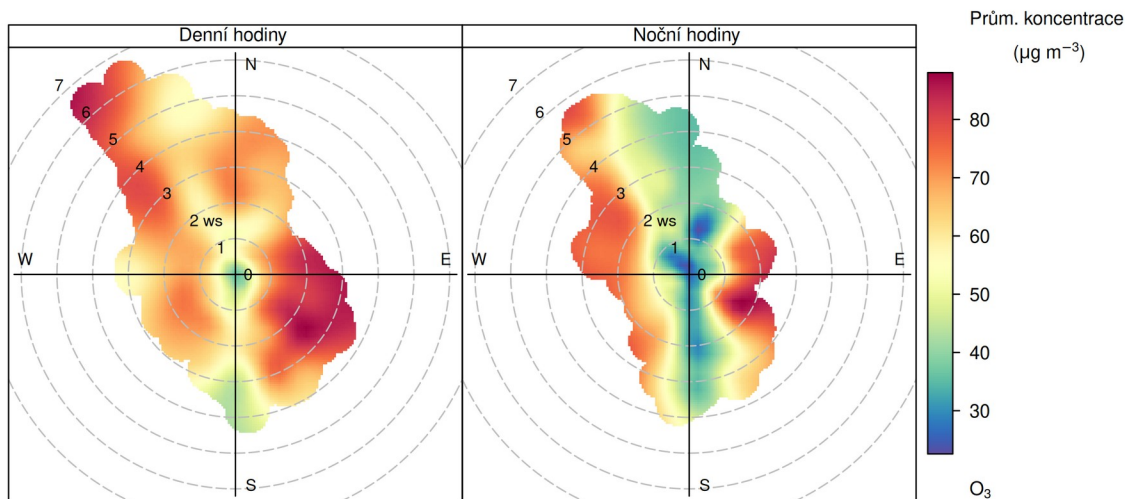 Denní hodiny
N
7
6
5
4
3
2 ws
1
0
W
E
S
Noční hodiny
N
7
6
5
4
3
2 ws
1
0
W
E
S
Prům. koncentrace
(µg m⁻³)
80
70
60
50
40
30
O₃